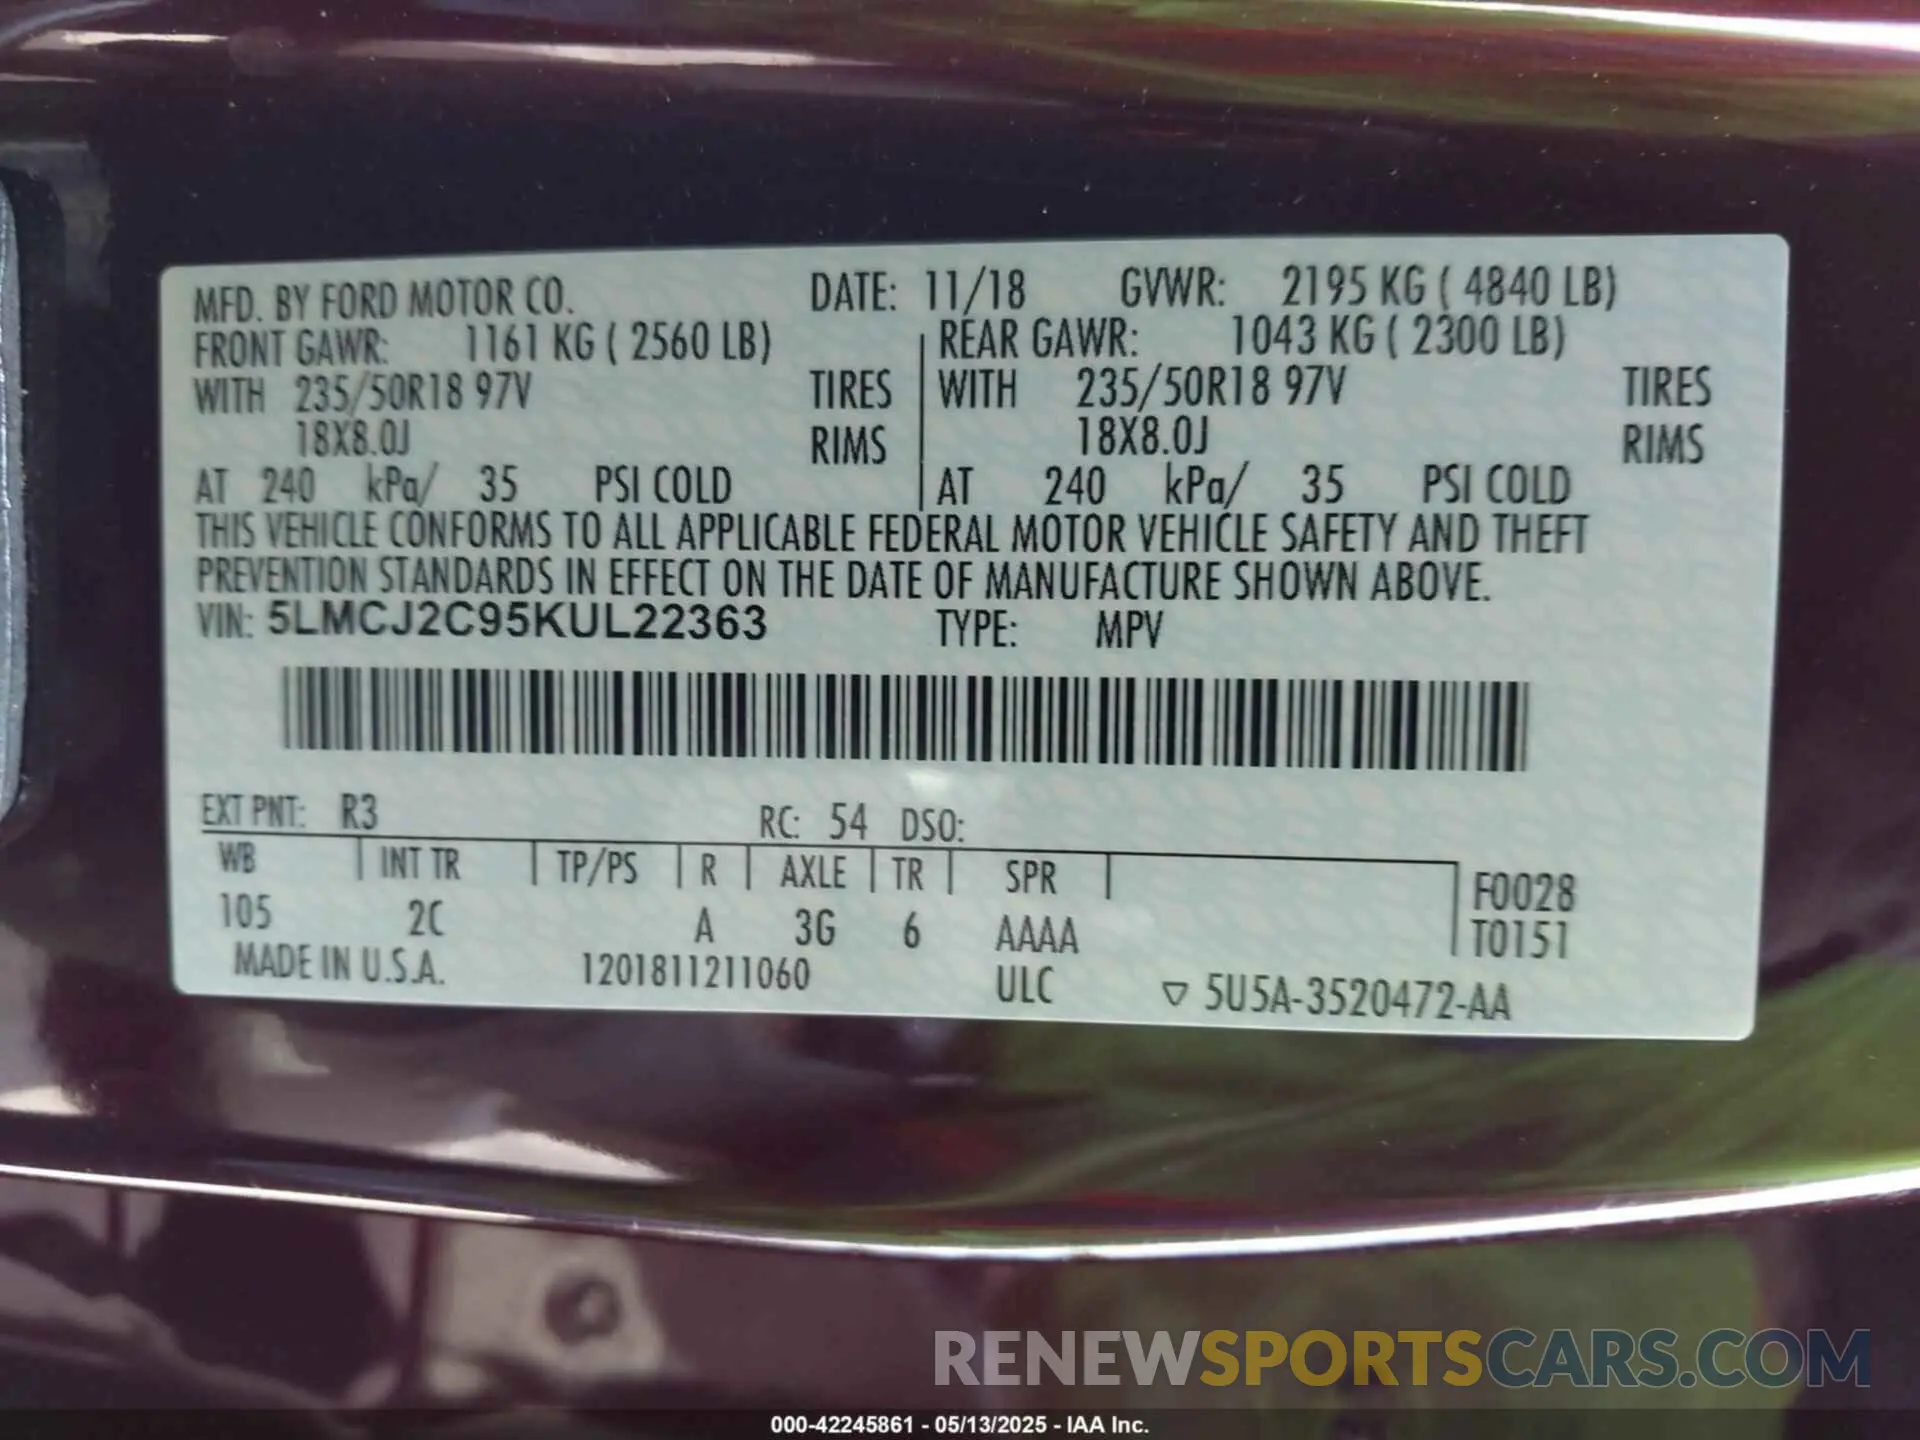 MFD. BY FORD MOTOR CO. DATE: 11/18 GVWR: 2195 KG ( 4840 LB)
FRONT GAWR: 1161 KG ( 2560 LB) REAR GAWR: 1043 KG ( 2300 LB)
WITH 235/50R18 97V TIRES WITH 235/50R18 97V TIRES
18X8.0J RIMS 18X8.0J RIMS
AT 240 kPa/ 35 PSI COLD AT 240 kPa/ 35 PSI COLD
THIS VEHICLE CONFORMS TO ALL APPLICABLE FEDERAL MOTOR VEHICLE SAFETY AND THEFT
PREVENTION STANDARDS IN EFFECT ON THE DATE OF MANUFACTURE SHOWN ABOVE.
VIN: 5LMCJ2C95KUL22363 TYPE: MPV
EXT PNT: R3 RC: 54 DSO:
WB INT TR TP/PS R AXLE TR SPR F0028
105 2C A 3G 6 AAAA T0151
MADE IN U.S.A. 1201811211060 ULC ▽ 5U5A-3520472-AA
RENEWSPORTSCARS.COM
000-42245861 - 05/13/2025 - IAA Inc.